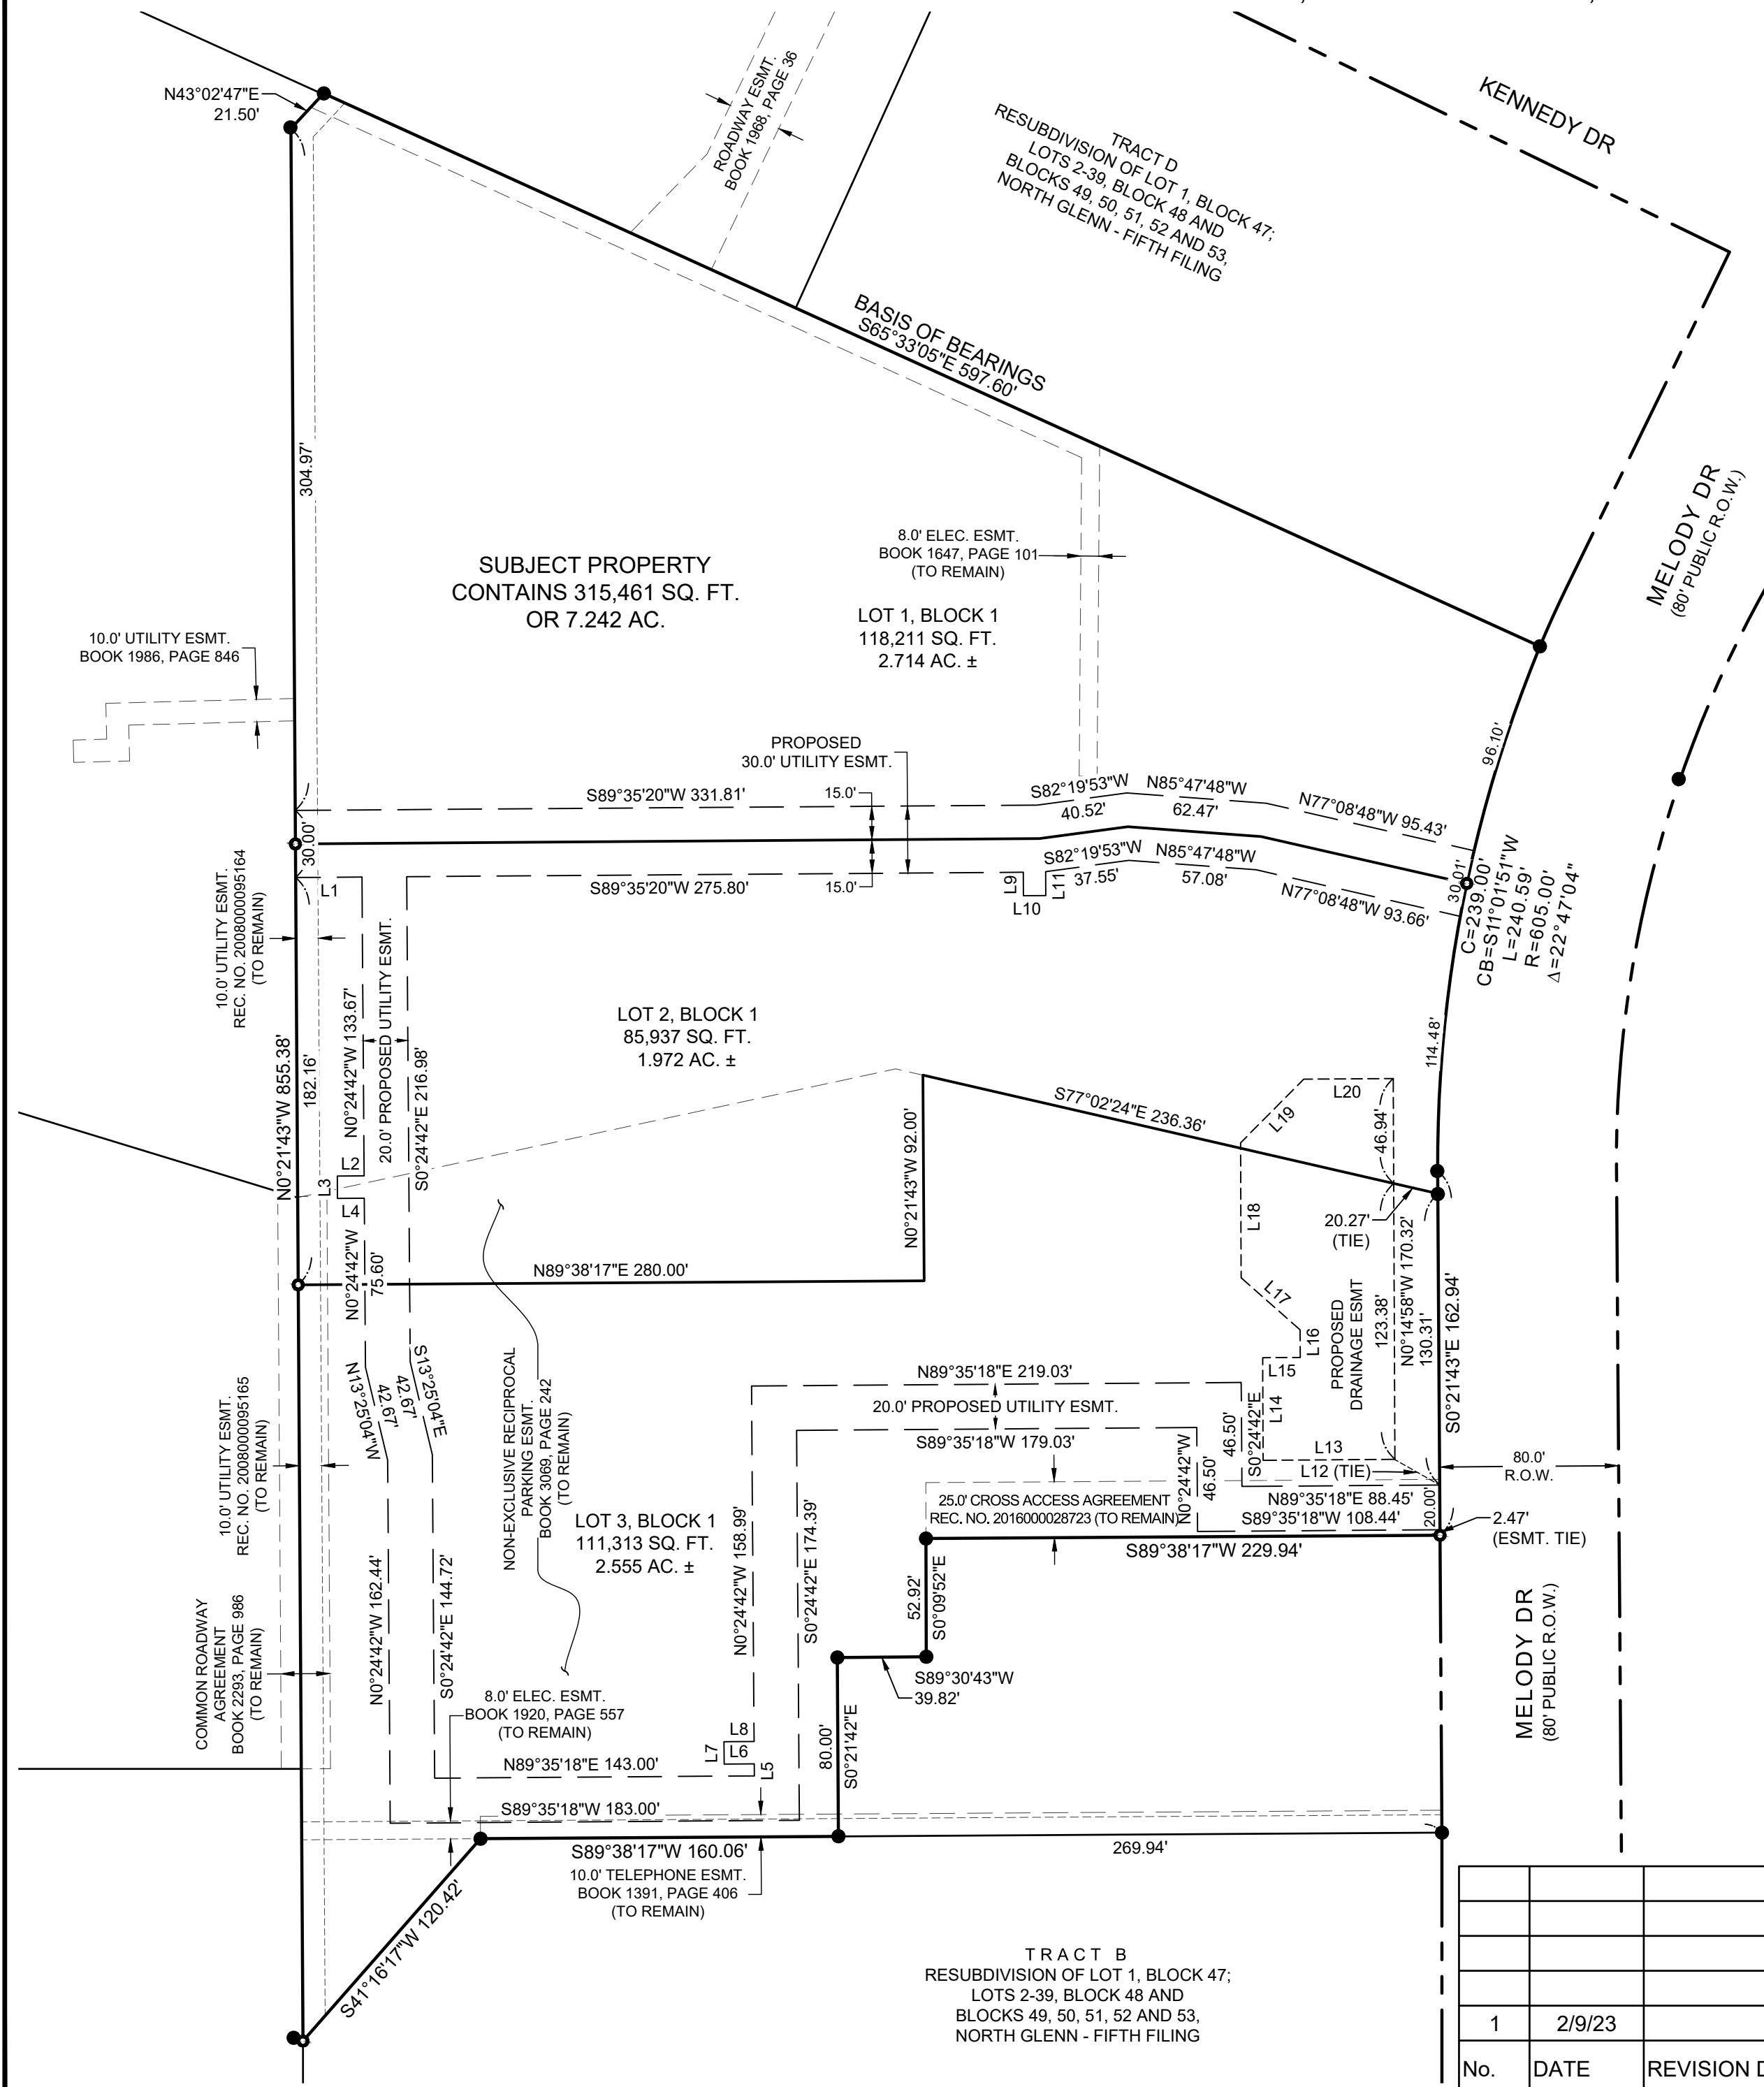 KENNEDY DR
N43°02'47"E
21.50'
ROADWAY ESMT.
BOOK 1968, PAGE 36
TRACT D
RESUBDIVISION OF LOT 1, BLOCK 47;
LOTS 2-39, BLOCK 48 AND
BLOCKS 49, 50, 51, 52 AND 53,
NORTH GLENN - FIFTH FILING
BASIS OF BEARINGS
S65°33'05"E 597.60'
304.97'
MELODY DR
(80' PUBLIC R.O.W.)
8.0' ELEC. ESMT.
BOOK 1647, PAGE 101
(TO REMAIN)
SUBJECT PROPERTY
CONTAINS 315,461 SQ. FT.
OR 7.242 AC.
LOT 1, BLOCK 1
118,211 SQ. FT.
2.714 AC. ±
10.0' UTILITY ESMT.
BOOK 1986, PAGE 846
96.10'
PROPOSED
30.0' UTILITY ESMT.
S89°35'20"W 331.81'
15.0'
S82°19'53"W
40.52'
N85°47'48"W
62.47'
N77°08'48"W 95.43'
30.00'
L1
S89°35'20"W 275.80'
15.0'
L9
L10
L11
S82°19'53"W
37.55'
N85°47'48"W
57.08'
N77°08'48"W 93.66'
30.01'
C=239.00'
CB=S11°01'51"W
L=240.59'
R=605.00'
Δ=22°47'04"
10.0' UTILITY ESMT.
REC. NO. 2008000095164
(TO REMAIN)
N0°21'43"W 855.38'
182.16'
N0°24'42"W 133.67'
20.0' PROPOSED UTILITY ESMT.
S0°24'42"E 216.98'
LOT 2, BLOCK 1
85,937 SQ. FT.
1.972 AC. ±
114.48'
S77°02'24"E 236.36'
L19
L20
46.94'
L2
L3
L4
N0°21'43"W 92.00'
L18
20.27'
(TIE)
N0°24'42"W
75.60'
N89°38'17"E 280.00'
L17
L16
L15
L14
PROPOSED
DRAINAGE ESMT
123.38'
N0°14'58"W 170.32'
130.31'
S0°21'43"E 162.94'
N13°25'04"W
42.67'
42.67'
S13°25'04"E
NON-EXCLUSIVE RECIPROCAL
PARKING ESMT.
BOOK 3069, PAGE 242
(TO REMAIN)
N89°35'18"E 219.03'
20.0' PROPOSED UTILITY ESMT.
S89°35'18"W 179.03'
46.50'
S0°24'42"E
N0°24'42"W
46.50'
L13
L12 (TIE)
80.0'
R.O.W.
10.0' UTILITY ESMT.
REC. NO. 2008000095165
(TO REMAIN)
25.0' CROSS ACCESS AGREEMENT
REC. NO. 2016000028723 (TO REMAIN)
N89°35'18"E 88.45'
S89°35'18"W 108.44'
20.00'
2.47'
(ESMT. TIE)
S89°38'17"W 229.94'
LOT 3, BLOCK 1
111,313 SQ. FT.
2.555 AC. ±
N0°24'42"W 158.99'
S0°24'42"E 174.39'
52.92'
S0°09'52"E
N0°24'42"W 162.44'
S0°24'42"E 144.72'
COMMON ROADWAY
AGREEMENT
BOOK 2293, PAGE 986
(TO REMAIN)
S89°30'43"W
39.82'
MELODY DR
(80' PUBLIC R.O.W.)
8.0' ELEC. ESMT.
BOOK 1920, PAGE 557
(TO REMAIN)
L8
L7
L6
L5
80.00'
S0°21'42"E
N89°35'18"E 143.00'
S89°35'18"W 183.00'
S89°38'17"W 160.06'
269.94'
10.0' TELEPHONE ESMT.
BOOK 1391, PAGE 406
(TO REMAIN)
S41°16'17"W 120.42'
TRACT B
RESUBDIVISION OF LOT 1, BLOCK 47;
LOTS 2-39, BLOCK 48 AND
BLOCKS 49, 50, 51, 52 AND 53,
NORTH GLENN - FIFTH FILING
1 2/9/23
No. DATE REVISION D